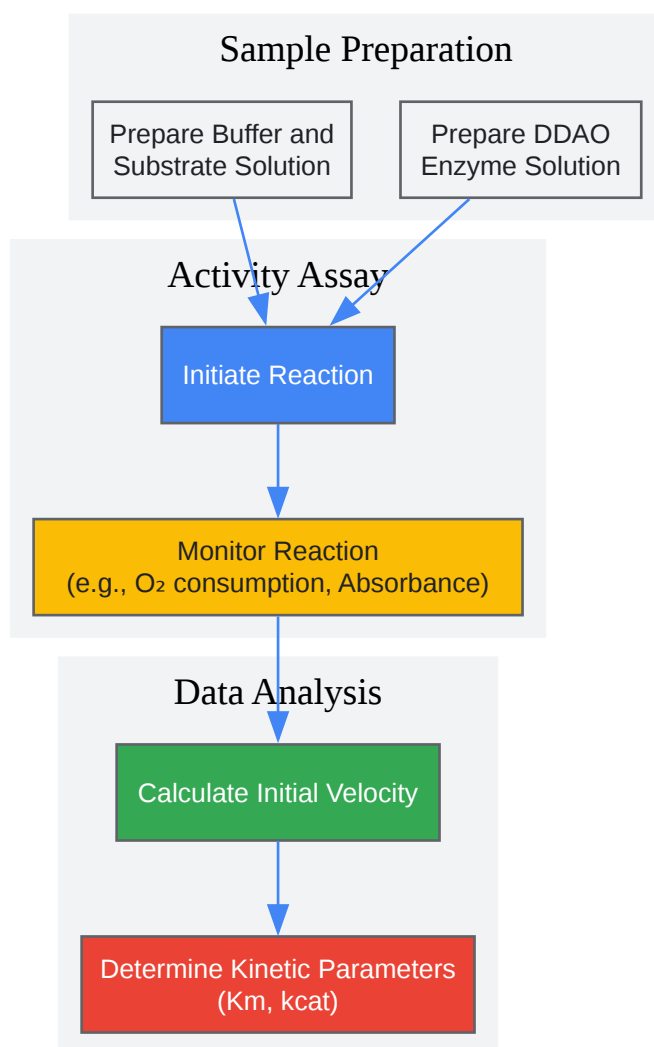 Sample Preparation
Prepare Buffer and
Substrate Solution
Prepare DDAO
Enzyme Solution
Activity Assay
Initiate Reaction
Monitor Reaction
(e.g., O₂ consumption, Absorbance)
Data Analysis
Calculate Initial Velocity
Determine Kinetic Parameters
(Km, kcat)